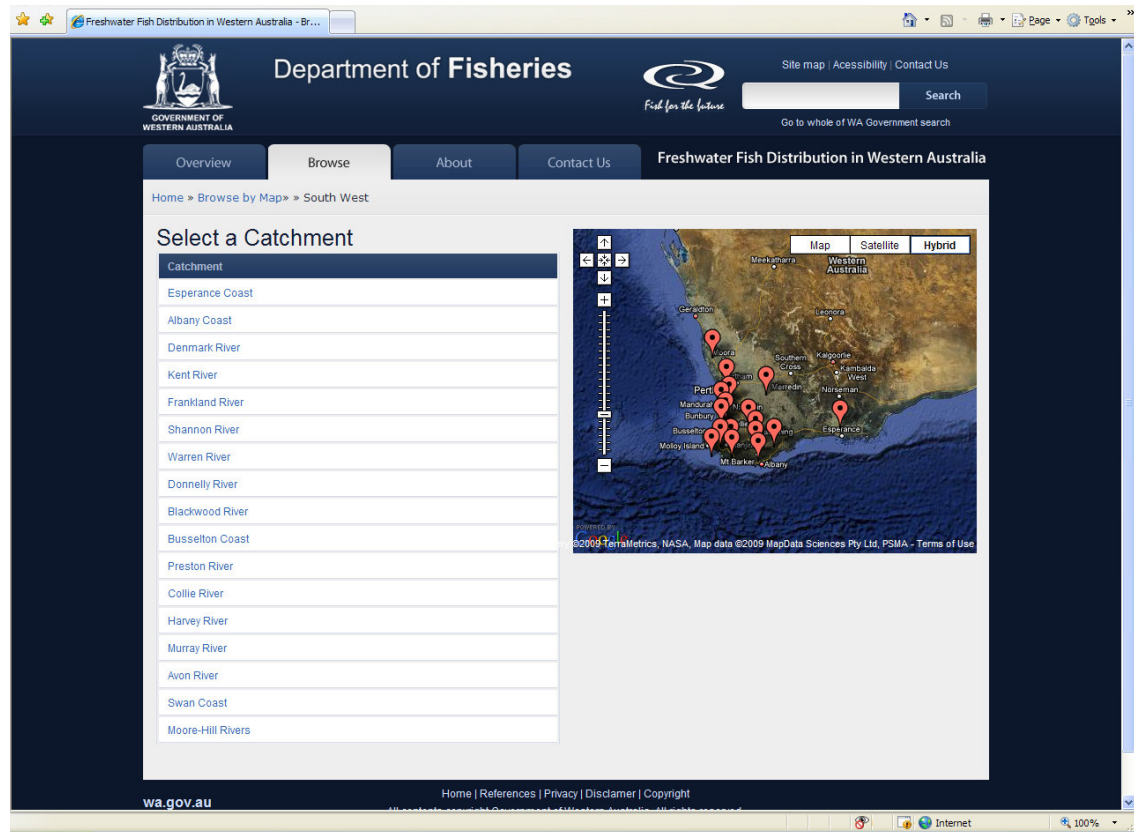 Freshwater Fish Distribution in Western Australia - Br...
Page
Tools
GOVERNMENT OF
WESTERN AUSTRALIA
Department of Fisheries
Fish for the future
Site map | Acessibility | Contact Us
Search
Go to whole of WA Government search
Overview
Browse
About
Contact Us
Freshwater Fish Distribution in Western Australia
Home » Browse by Map» » South West
Select a Catchment
Catchment
Esperance Coast
Albany Coast
Denmark River
Kent River
Frankland River
Shannon River
Warren River
Donnelly River
Blackwood River
Busselton Coast
Preston River
Collie River
Harvey River
Murray River
Avon River
Swan Coast
Moore-Hill Rivers
Map
Satellite
Hybrid
Meekatharra
Western
Australia
Geraldton
Leonora
Moora
Southern
Cross
Kalgoorlie
Kambalda
West
Merredin
Norseman
Mandurah
Bunbury
Busselton
Esperance
Molloy Island
Mt Barker
Albany
POWERED BY
Google
©2009 TerraMetrics, NASA, Map data ©2009 MapData Sciences Pty Ltd, PSMA - Terms of Use
wa.gov.au
Home | References | Privacy | Disclamer | Copyright
Internet
100%